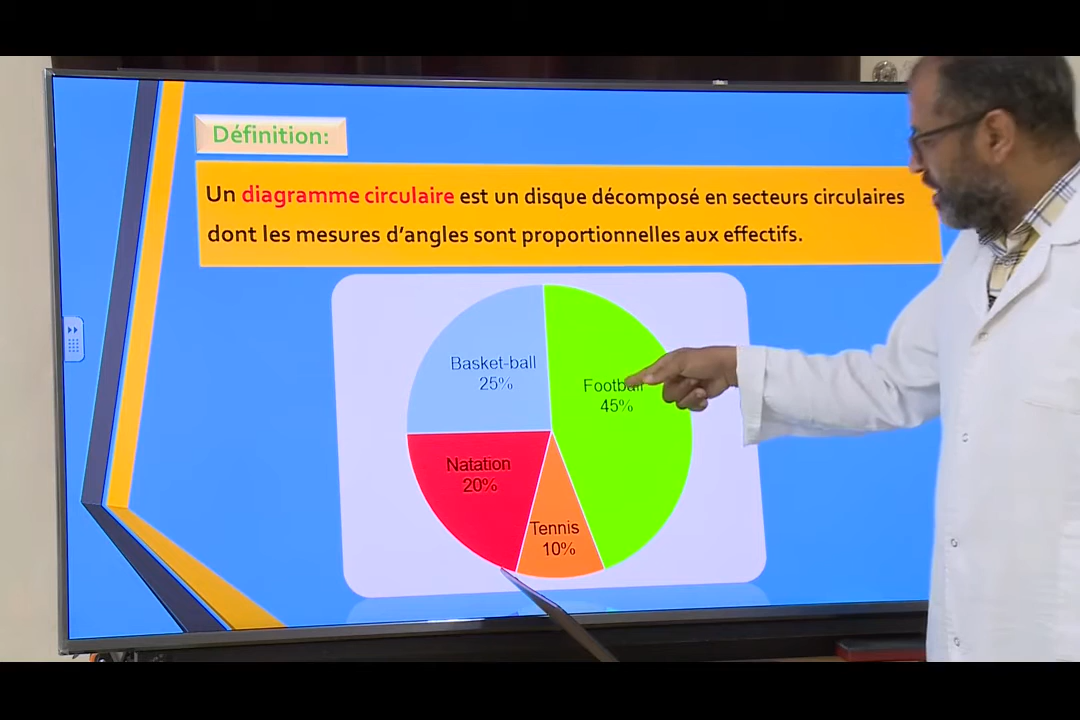 Définition:
Un diagramme circulaire est un disque décomposé en secteurs circulaires
dont les mesures d'angles sont proportionnelles aux effectifs.
Basket-ball
25%
Football
45%
Natation
20%
Tennis
10%